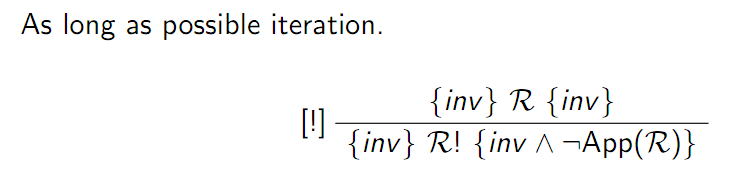 As long as possible iteration.
{inv} ℛ {inv}
[!]
{inv} ℛ! {inv ∧ ¬App(ℛ)}